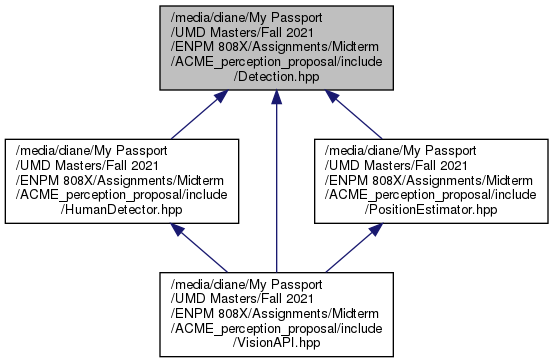 /media/diane/My Passport
/UMD Masters/Fall 2021
/ENPM 808X/Assignments/Midterm
/ACME_perception_proposal/include
/Detection.hpp
/media/diane/My Passport
/UMD Masters/Fall 2021
/ENPM 808X/Assignments/Midterm
/ACME_perception_proposal/include
/HumanDetector.hpp
/media/diane/My Passport
/UMD Masters/Fall 2021
/ENPM 808X/Assignments/Midterm
/ACME_perception_proposal/include
/PositionEstimator.hpp
/media/diane/My Passport
/UMD Masters/Fall 2021
/ENPM 808X/Assignments/Midterm
/ACME_perception_proposal/include
/VisionAPI.hpp